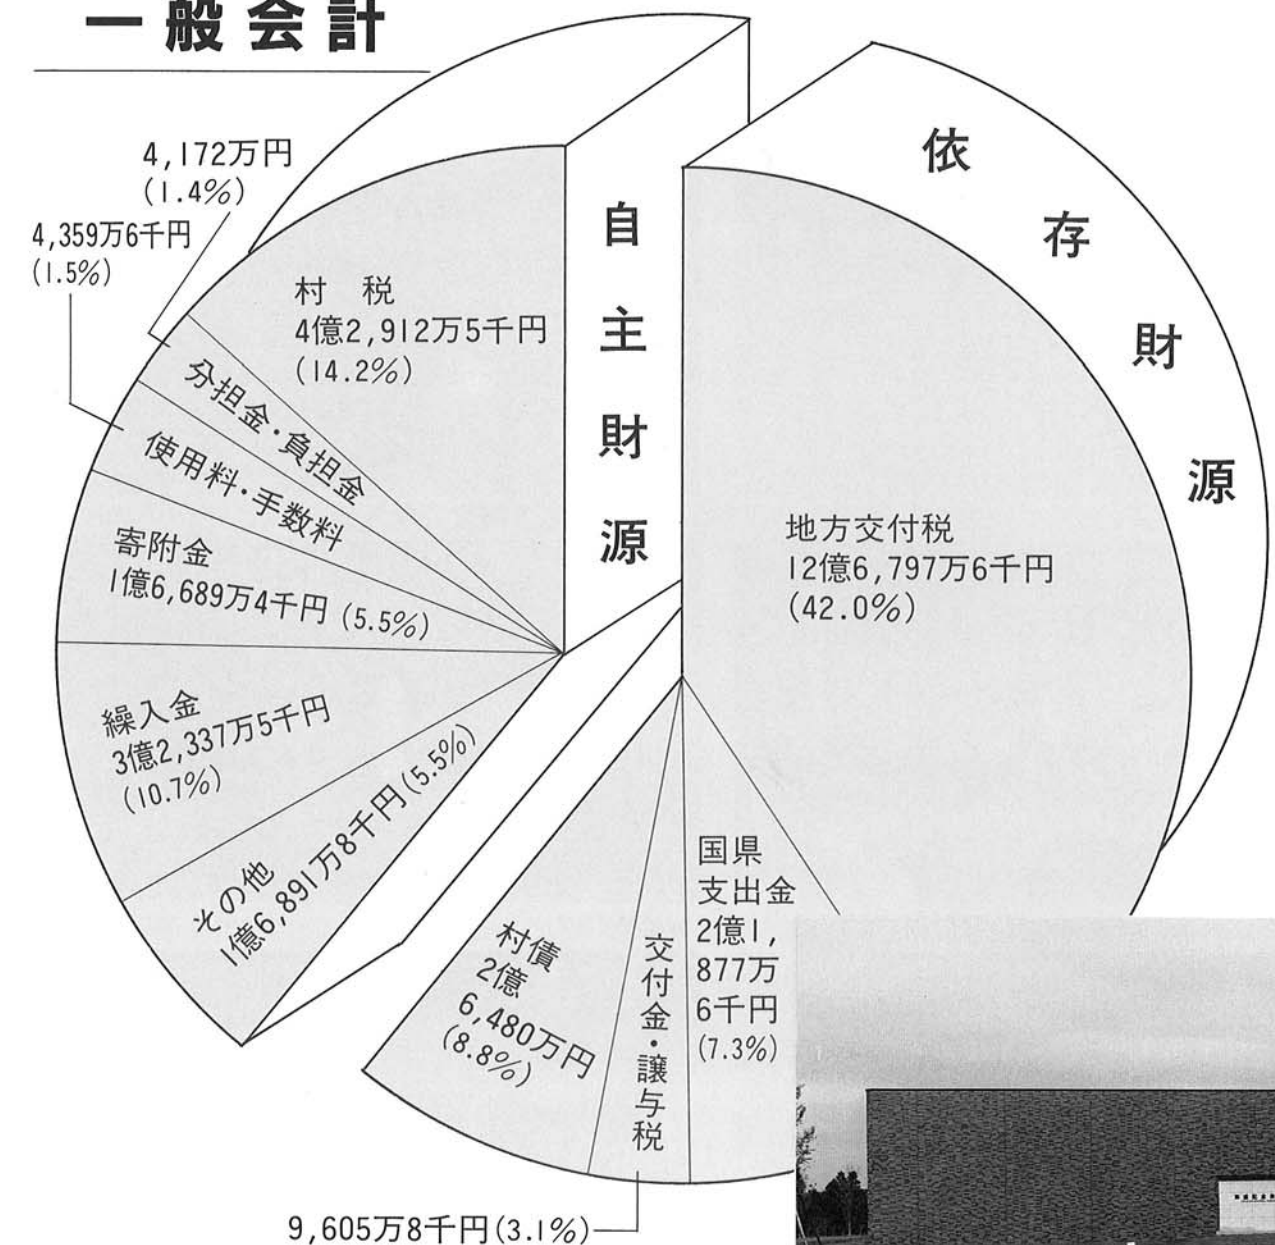 一般会計
4,172万円
(1.4%)
4,359万6千円
(1.5%)
村 税
4億2,912万5千円
(14.2%)
分担金・負担金
使用料・手数料
寄附金
1億6,689万4千円 (5.5%)
繰入金
3億2,337万5千円
(10.7%)
その他
1億6,891万8千円(5.5%)
自主財源
依存財源
地方交付税
12億6,797万6千円
(42.0%)
国県
支出金
2億1,
877万
6千円
(7.3%)
交付金・譲与税
9,605万8千円(3.1%)
村債
2億
6,480万円
(8.8%)